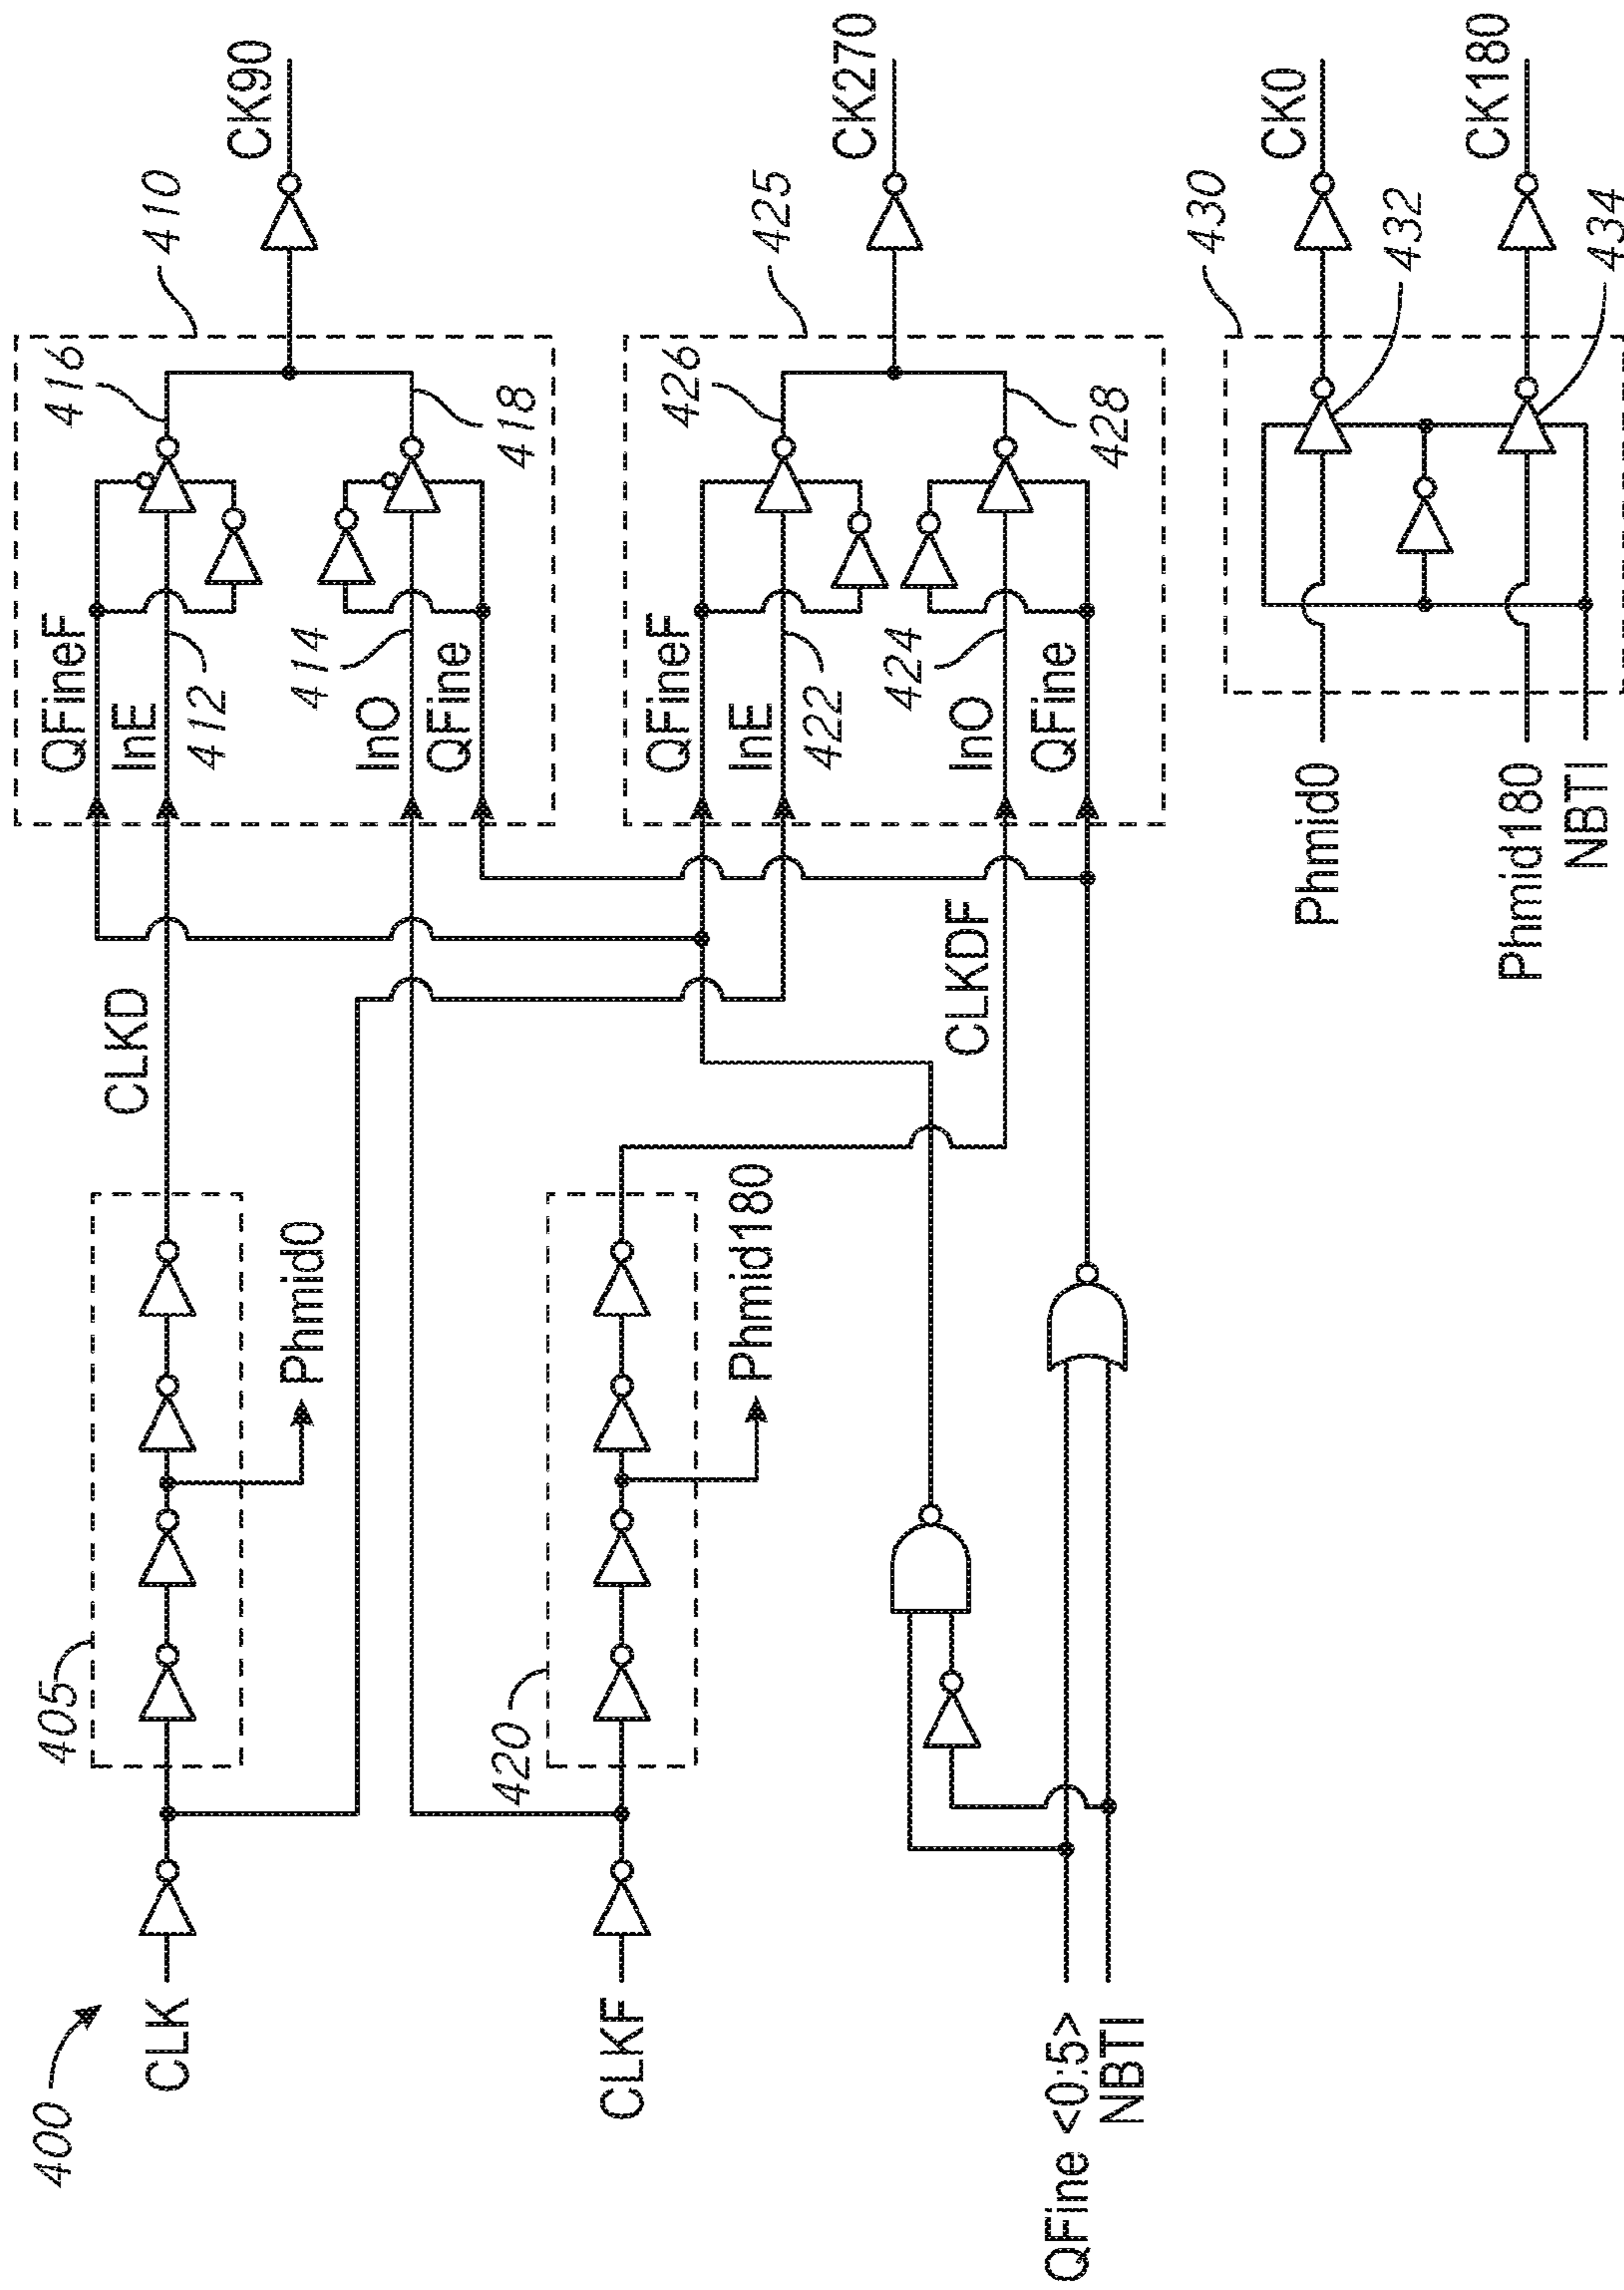 400
CLK
405
Phmid0
CLKD
QFineF
InE
412
416
410
CK90
414
InO
QFine
418
CLKF
420
Phmid180
CLKDF
QFineF
InE
422
426
425
CK270
424
InO
QFine
428
QFine <0:5>
NBTI
Phmid0
430
CK0
432
Phmid180
NBTI
CK180
434